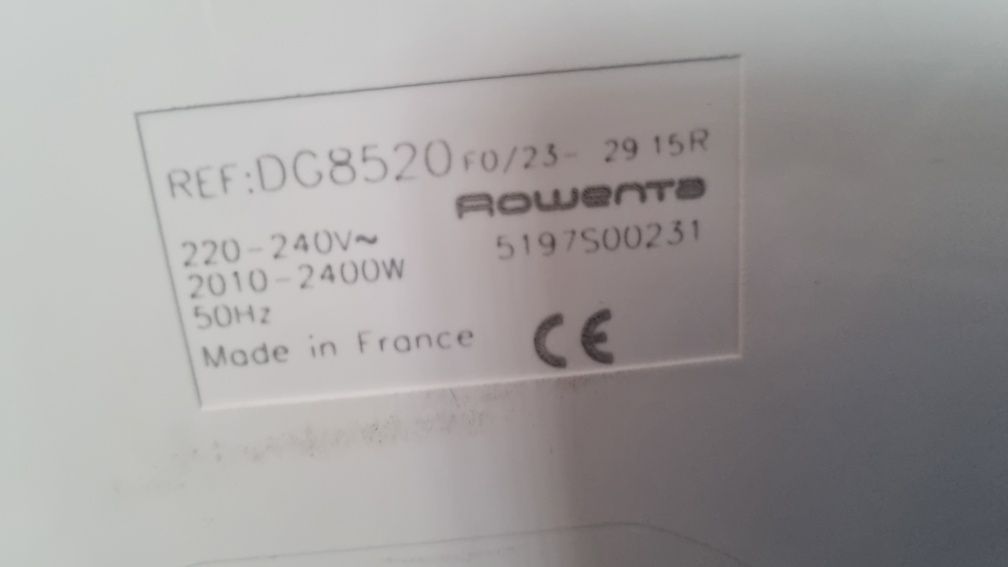 REF:DG8520 F0/23- 29 15R
Rowenta
220-240V~ 5197S00231
2010-2400W
50Hz
Made in France CE